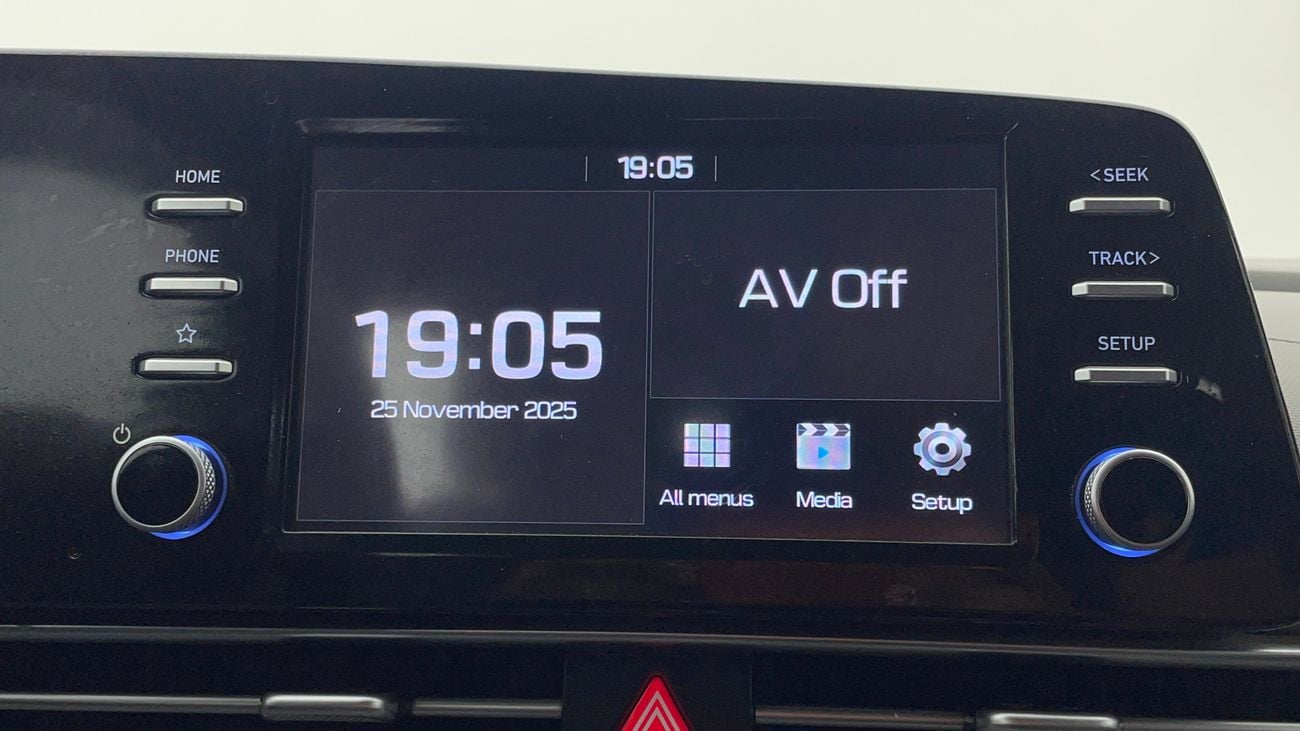 HOME
PHONE
19:05
19:05
25 November 2025
AV Off
All menus
Media
Setup
< SEEK
TRACK >
SETUP